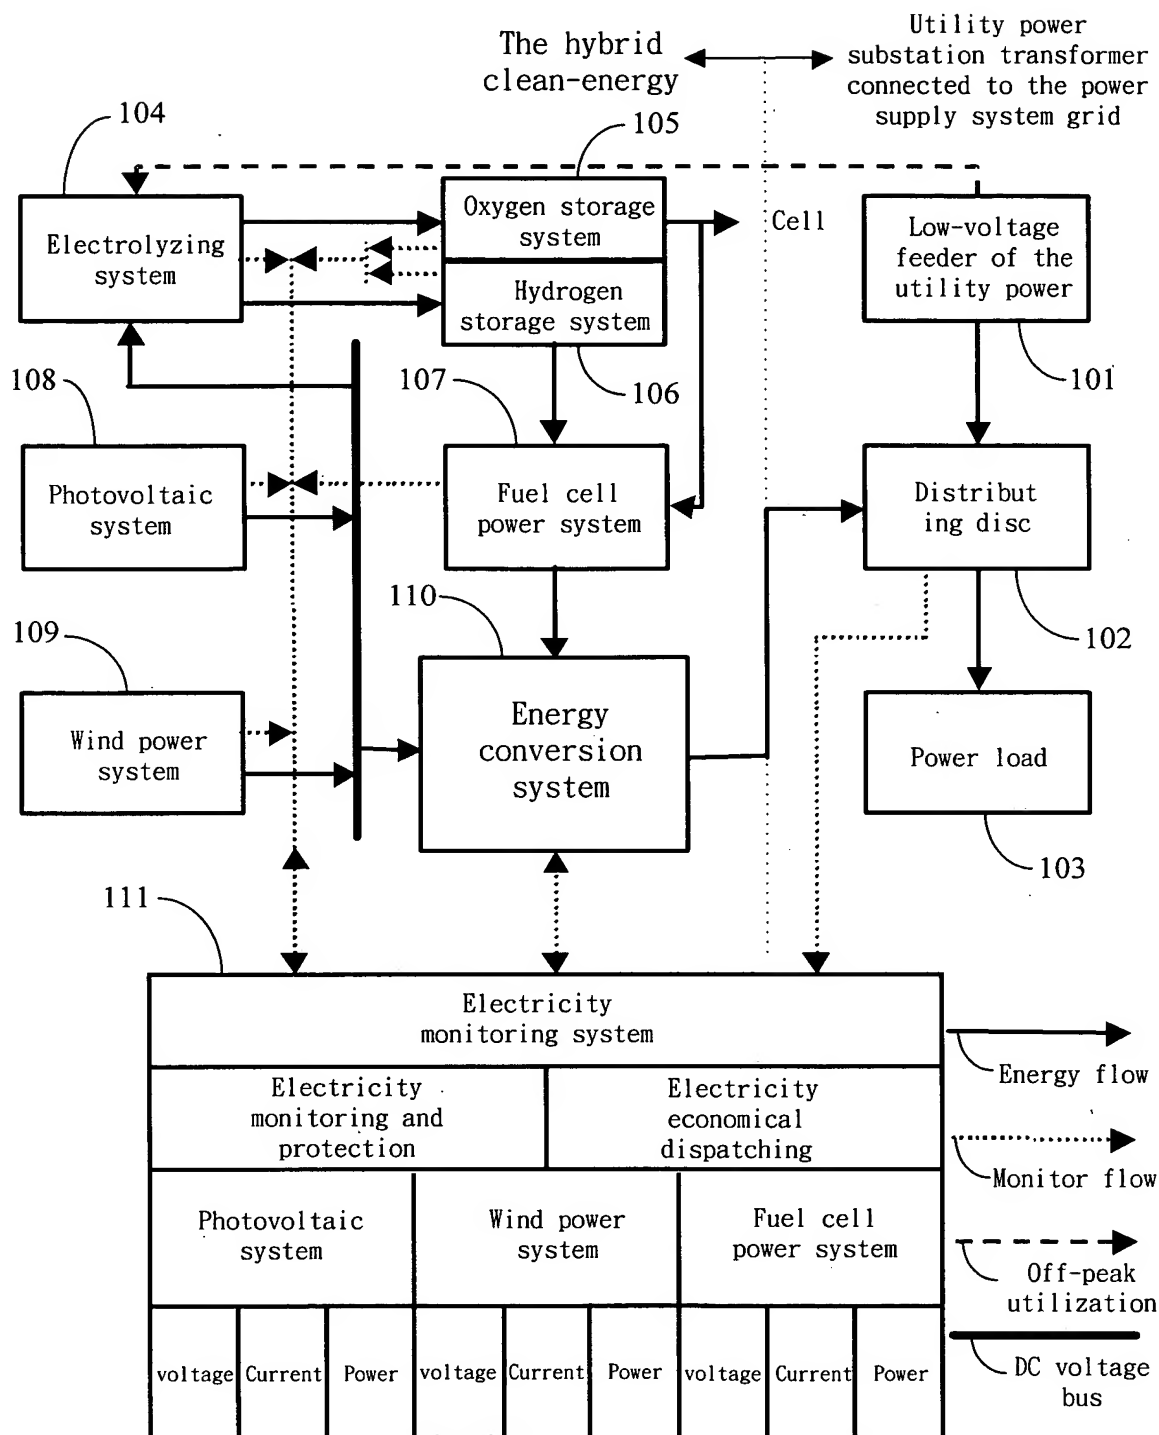 The hybrid
clean-energy
Utility power
substation transformer
connected to the power
supply system grid
104
105
Electrolyzing
system
Oxygen storage
system
Cell
Low-voltage
feeder of the
utility power
Hydrogen
storage system
108
107
106
101
Photovoltaic
system
Fuel cell
power system
Distribut
ing disc
109
110
102
Wind power
system
Energy
conversion
system
Power load
111
103
Electricity
monitoring system
Electricity
monitoring and
protection
Electricity
economical
dispatching
Photovoltaic
system
Wind power
system
Fuel cell
power system
voltage Current Power voltage Current Power voltage Current Power
Energy flow
Monitor flow
Off-peak
utilization
DC voltage
bus